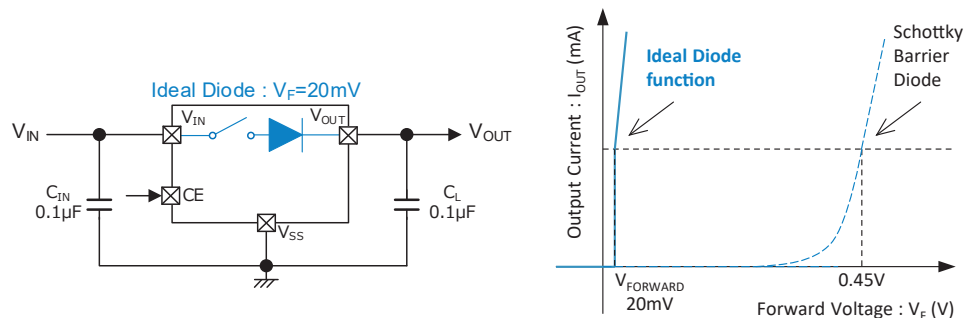 Ideal Diode : VF=20mV
VIN
VIN
VOUT
VOUT
CIN
0.1μF
CE
VSS
CL
0.1μF
Output Current : IOUT (mA)
Ideal Diode
function
Schottky
Barrier
Diode
VFORWARD
20mV
0.45V
Forward Voltage : VF (V)